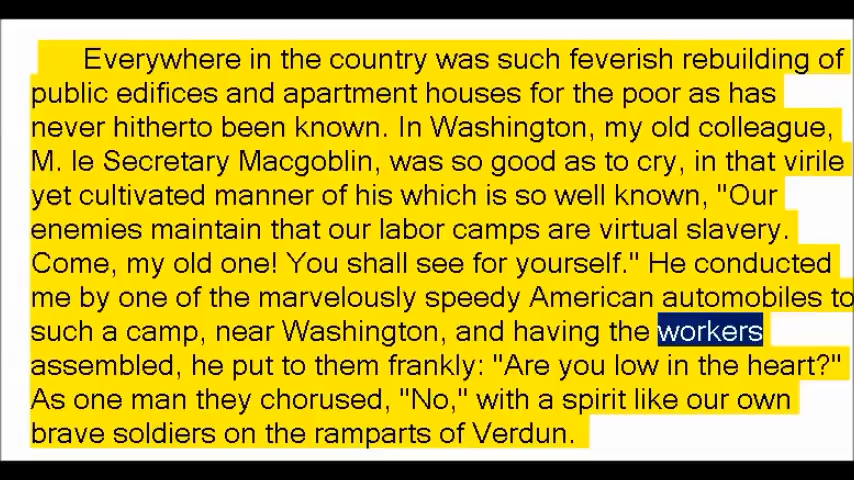 Everywhere in the country was such feverish rebuilding of
public edifices and apartment houses for the poor as has
never hitherto been known. In Washington, my old colleague,
M. le Secretary Macgoblin, was so good as to cry, in that virile
yet cultivated manner of his which is so well known, "Our
enemies maintain that our labor camps are virtual slavery.
Come, my old one! You shall see for yourself." He conducted
me by one of the marvelously speedy American automobiles to
such a camp, near Washington, and having the workers
assembled, he put to them frankly: "Are you low in the heart?"
As one man they chorused, "No," with a spirit like our own
brave soldiers on the ramparts of Verdun.